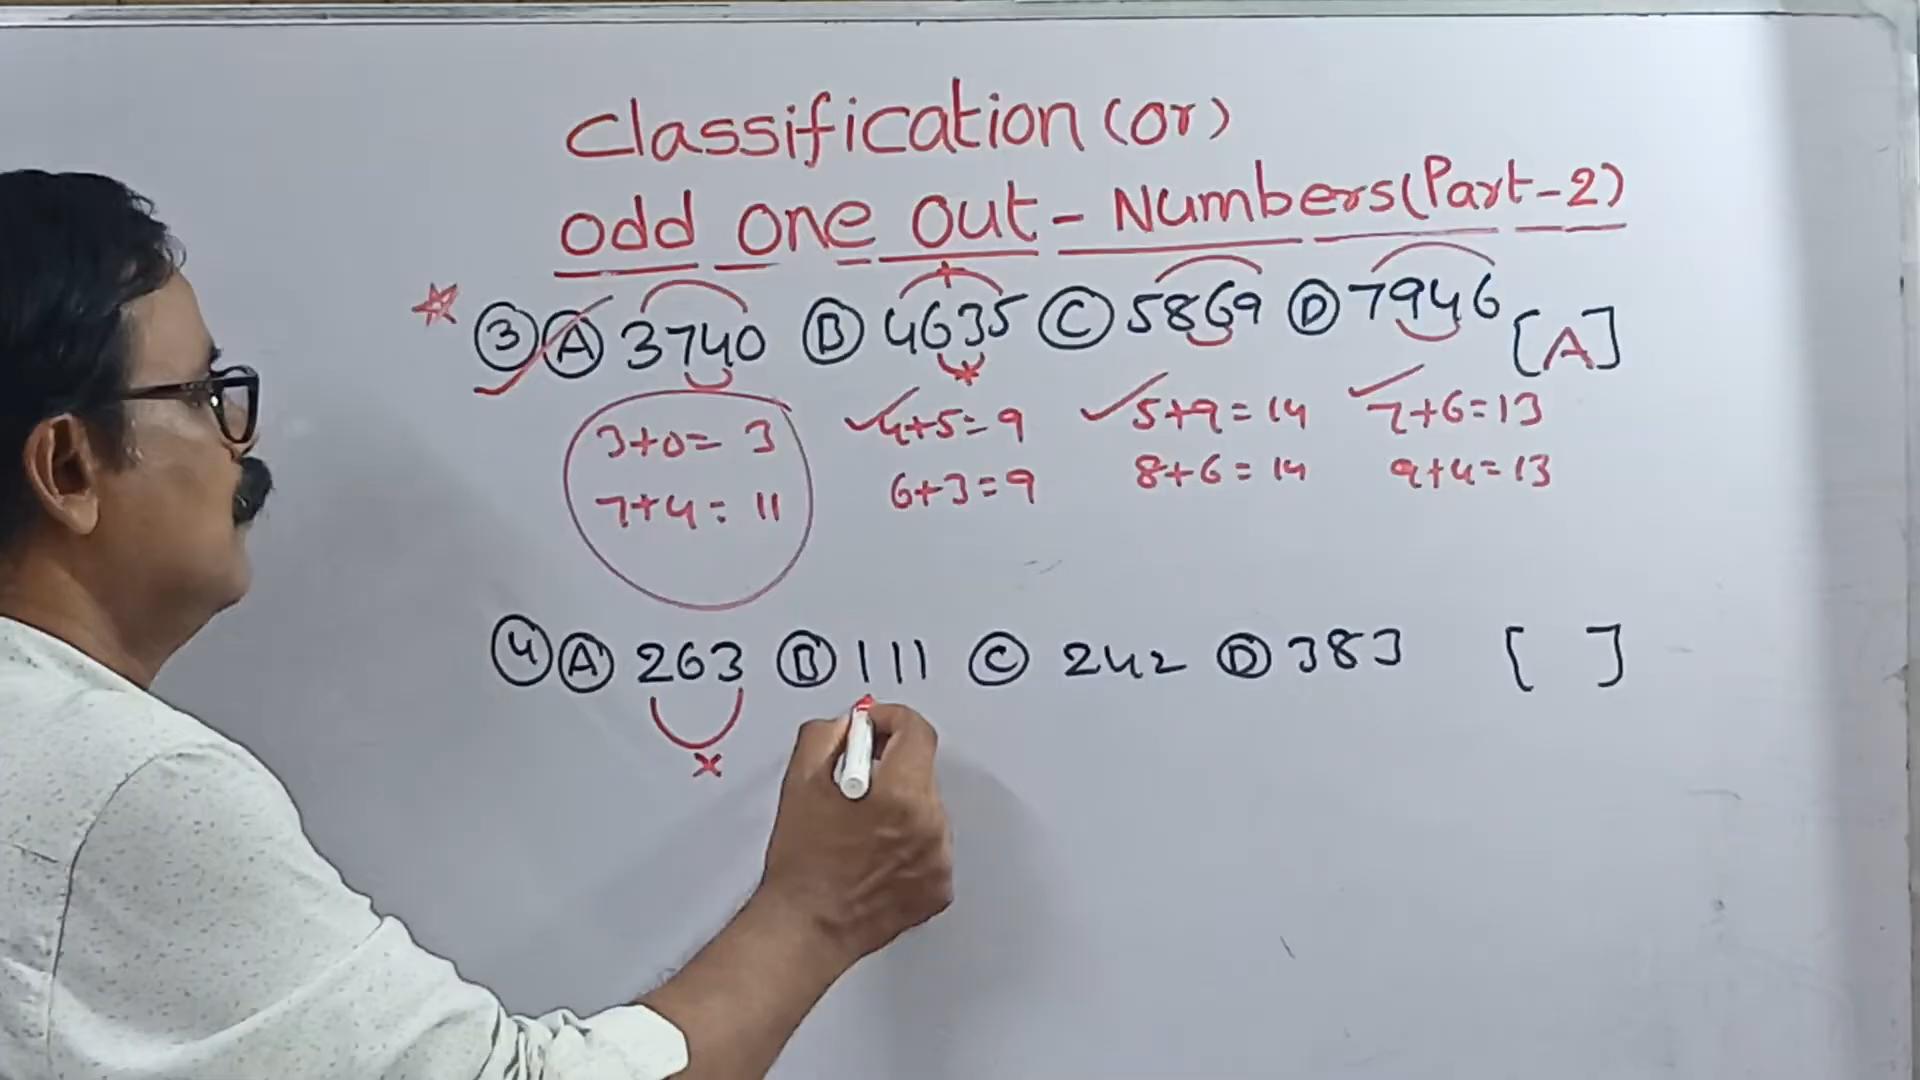 Classification (or)
odd one out - Numbers (Part-2)
③ Ⓐ 3740 Ⓑ 4635 Ⓒ 5869 Ⓓ 7946 [A]
3+0= 3 4+5=9 5+9=14 7+6=13
7+4= 11 6+3=9 8+6=14 9+4=13
④ Ⓐ 263 Ⓑ 111 Ⓒ 242 Ⓓ 383 [ ]
x